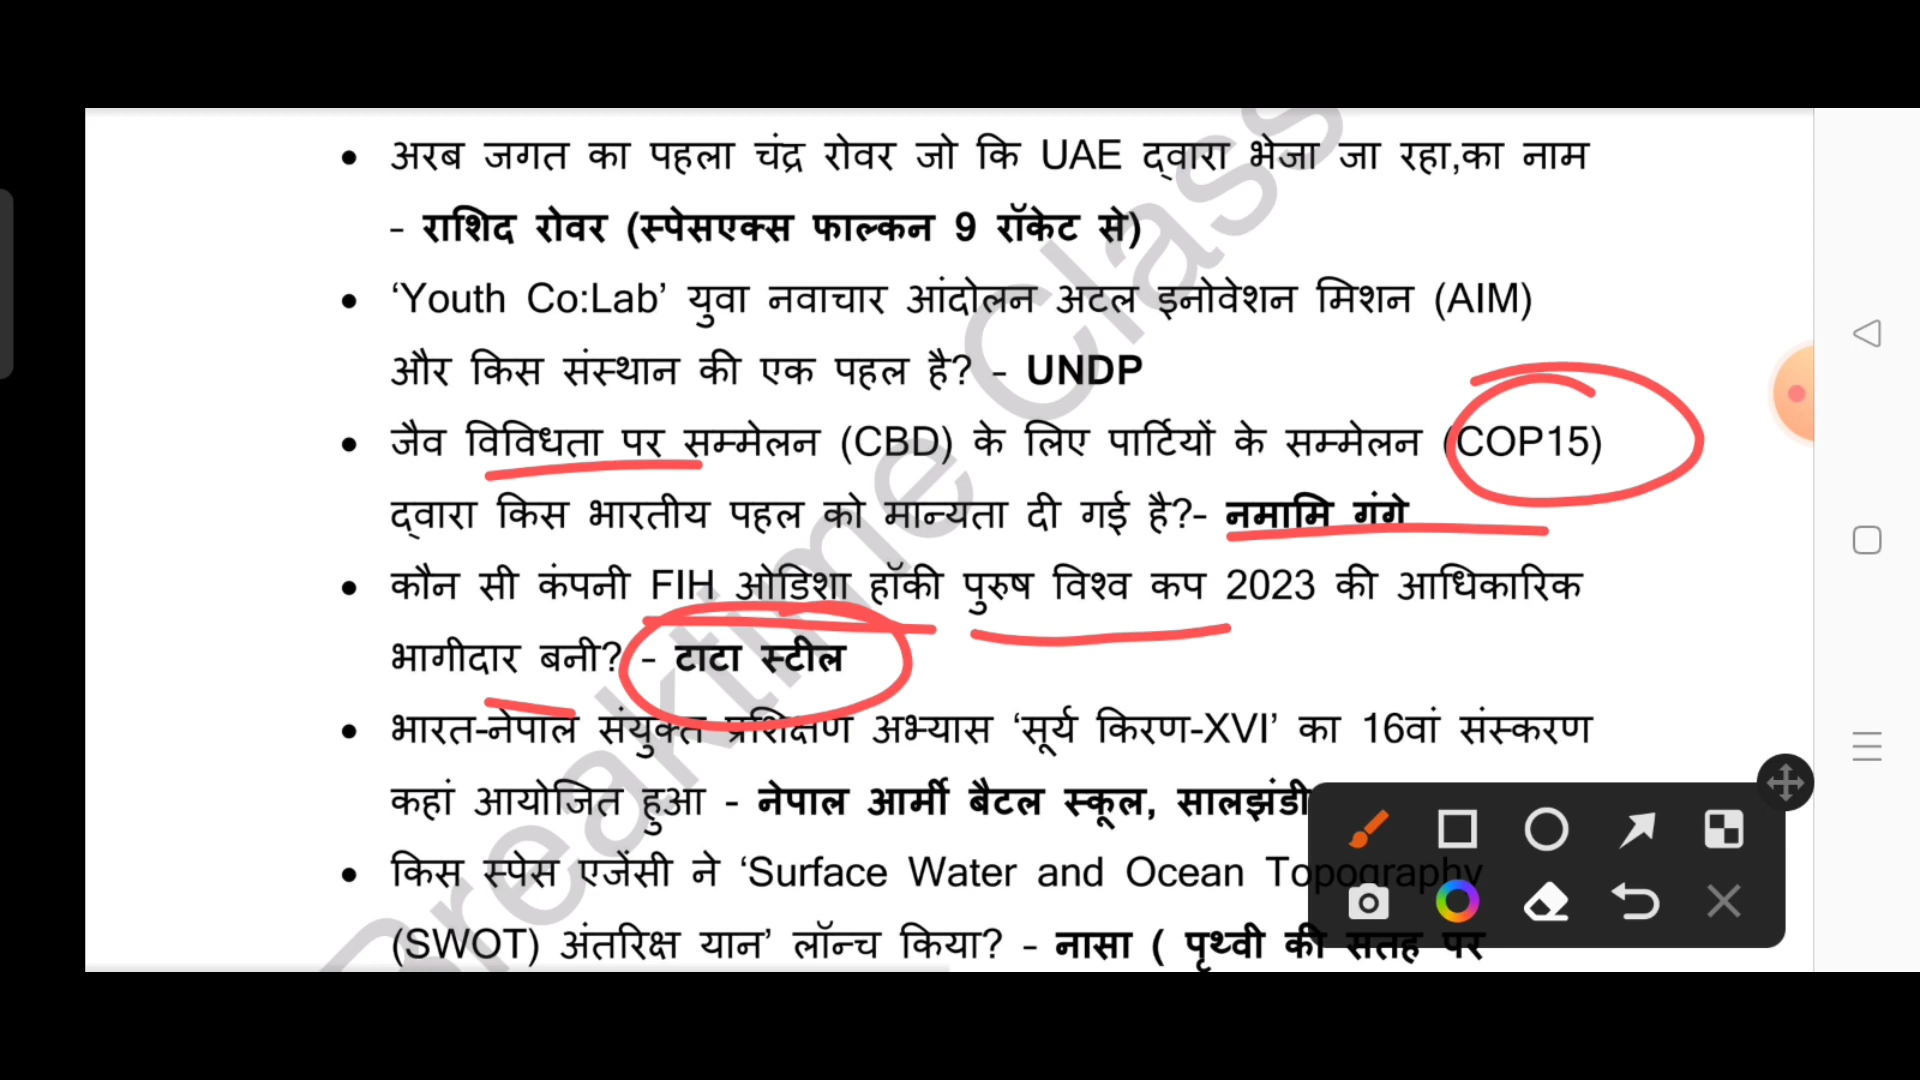 अरब जगत का पहला चंद्र रोवर जो कि UAE द्वारा भेजा जा रहा,का नाम
- राशिद रोवर (स्पेसएक्स फाल्कन 9 रॉकेट से)
‘Youth Co:Lab’ युवा नवाचार आंदोलन अटल इनोवेशन मिशन (AIM)
और किस संस्थान की एक पहल है? - UNDP
जैव विविधता पर सम्मेलन (CBD) के लिए पार्टियों के सम्मेलन (COP15)
द्वारा किस भारतीय पहल को मान्यता दी गई है?- नमामि गंगे
कौन सी कंपनी FIH ओडिशा हॉकी पुरुष विश्व कप 2023 की आधिकारिक
भागीदार बनी? - टाटा स्टील
भारत-नेपाल संयुक्त प्रशिक्षण अभ्यास ‘सूर्य किरण-XVI’ का 16वां संस्करण
कहां आयोजित हुआ - नेपाल आर्मी बैटल स्कूल, सालझंडी
किस स्पेस एजेंसी ने ‘Surface Water and Ocean Topography
(SWOT) अंतरिक्ष यान’ लॉन्च किया? - नासा ( पृथ्वी की सतह पर
Breaktime Class